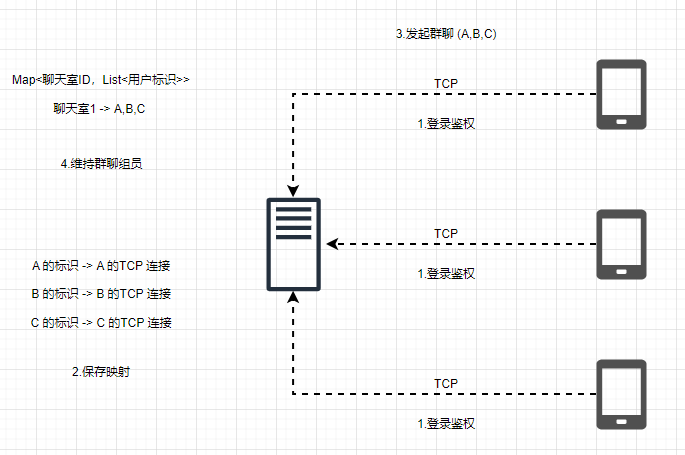 3.发起群聊 (A,B,C)
Map<聊天室ID，List<用户标识>>
TCP
聊天室1 -> A,B,C
1.登录鉴权
4.维持群聊组员
TCP
A 的标识 -> A 的TCP 连接
1.登录鉴权
B 的标识 -> B 的TCP 连接
C 的标识 -> C 的TCP 连接
2.保存映射
TCP
1.登录鉴权